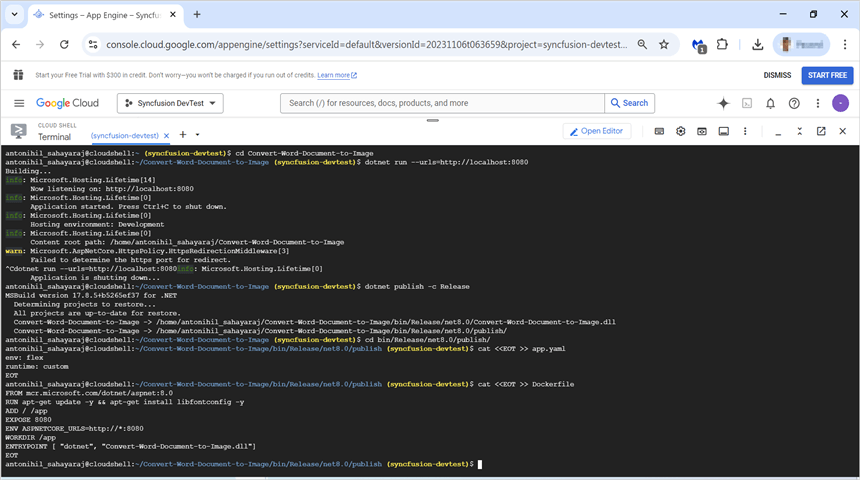 Settings – App Engine – Syncfus
console.cloud.google.com/appengine/settings?serviceId=default&versionId=20231106t063659&project=syncfusion-devtest...
1
Start your Free Trial with $300 in credit. Don't worry—you won't be charged if you run out of credits. Learn more
DISMISS
START FREE
Google Cloud
Syncfusion DevTest
Search (/) for resources, docs, products, and more
Search
CLOUD SHELL
Terminal
(syncfusion-devtest)
Open Editor
antonihil_sahayaraj@cloudshell:~ (syncfusion-devtest)$ cd Convert-Word-Document-to-Image
antonihil_sahayaraj@cloudshell:~/Convert-Word-Document-to-Image (syncfusion-devtest)$ dotnet run --urls=http://localhost:8080
Building...
info: Microsoft.Hosting.Lifetime[14]
Now listening on: http://localhost:8080
info: Microsoft.Hosting.Lifetime[0]
Application started. Press Ctrl+C to shut down.
info: Microsoft.Hosting.Lifetime[0]
Hosting environment: Development
info: Microsoft.Hosting.Lifetime[0]
Content root path: /home/antonihil_sahayaraj/Convert-Word-Document-to-Image
warn: Microsoft.AspNetCore.HttpsPolicy.HttpsRedirectionMiddleware[3]
Failed to determine the https port for redirect.
^Cdotnet run --urls=http://localhost:8080info: Microsoft.Hosting.Lifetime[0]
Application is shutting down...
antonihil_sahayaraj@cloudshell:~/Convert-Word-Document-to-Image (syncfusion-devtest)$ dotnet publish -c Release
MSBuild version 17.8.5+b5265ef37 for .NET
Determining projects to restore...
All projects are up-to-date for restore.
Convert-Word-Document-to-Image -> /home/antonihil_sahayaraj/Convert-Word-Document-to-Image/bin/Release/net8.0/Convert-Word-Document-to-Image.dll
Convert-Word-Document-to-Image -> /home/antonihil_sahayaraj/Convert-Word-Document-to-Image/bin/Release/net8.0/publish/
antonihil_sahayaraj@cloudshell:~/Convert-Word-Document-to-Image (syncfusion-devtest)$ cd bin/Release/net8.0/publish/
antonihil_sahayaraj@cloudshell:~/Convert-Word-Document-to-Image/bin/Release/net8.0/publish (syncfusion-devtest)$ cat <<EOT >> app.yaml
env: flex
runtime: custom
EOT
antonihil_sahayaraj@cloudshell:~/Convert-Word-Document-to-Image/bin/Release/net8.0/publish (syncfusion-devtest)$ cat <<EOT >> Dockerfile
FROM mcr.microsoft.com/dotnet/aspnet:8.0
RUN apt-get update -y && apt-get install libfontconfig -y
ADD / /app
EXPOSE 8080
ENV ASPNETCORE_URLS=http://*:8080
WORKDIR /app
ENTRYPOINT [ "dotnet", "Convert-Word-Document-to-Image.dll"]
EOT
antonihil_sahayaraj@cloudshell:~/Convert-Word-Document-to-Image/bin/Release/net8.0/publish (syncfusion-devtest)$